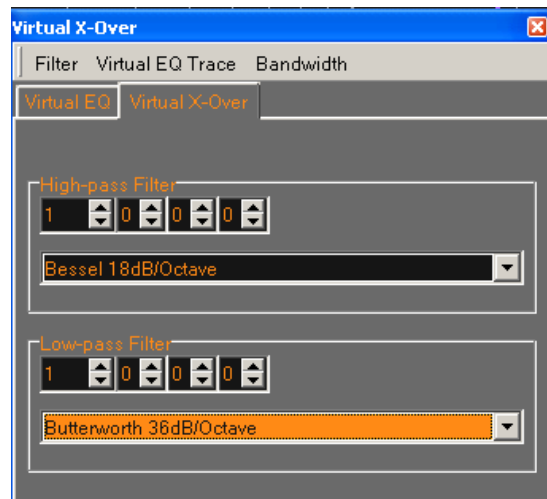 Virtual X-Over
Filter Virtual EQ Trace Bandwidth
Virtual EQ Virtual X-Over
High-pass Filter
1 0 0 0
Bessel 18dB/Octave
Low-pass Filter
1 0 0 0
Butterworth 36dB/Octave